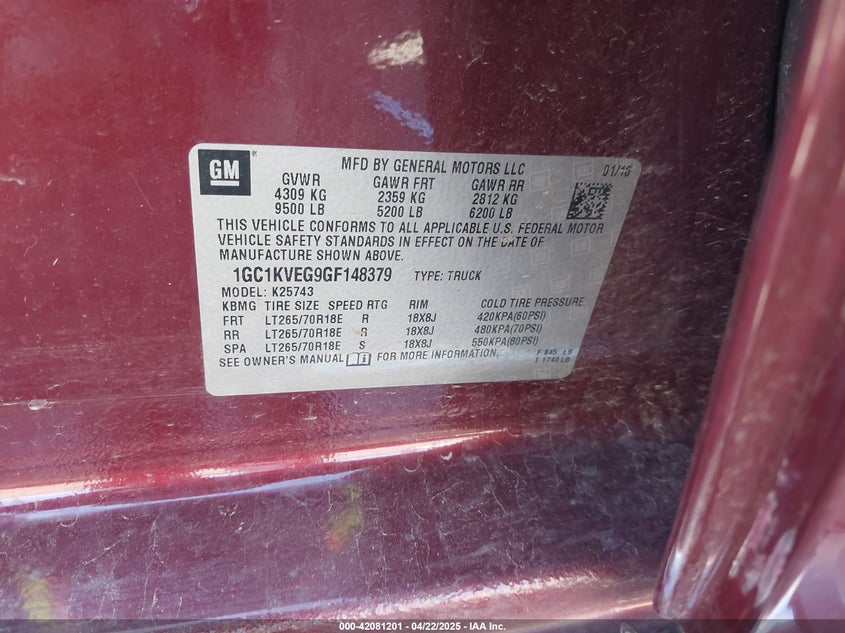 GM ® MFD BY GENERAL MOTORS LLC 01/16
GVWR GAWR FRT GAWR RR
4309 KG 2359 KG 2812 KG
9500 LB 5200 LB 6200 LB
THIS VEHICLE CONFORMS TO ALL APPLICABLE U.S. FEDERAL MOTOR
VEHICLE SAFETY STANDARDS IN EFFECT ON THE DATE OF
MANUFACTURE SHOWN ABOVE.
1GC1KVEG9GF148379 TYPE: TRUCK
MODEL: K25743
KBMG TIRE SIZE SPEED RTG RIM COLD TIRE PRESSURE
FRT LT265/70R18E R 18X8J 420KPA(60PSI)
RR LT265/70R18E R 18X8J 480KPA(70PSI)
SPA LT265/70R18E S 18X8J 550KPA(80PSI)
SEE OWNER'S MANUAL FOR MORE INFORMATION.
F 845 LB
T 1740 LB
000-42081201 - 04/22/2025 - IAA Inc.